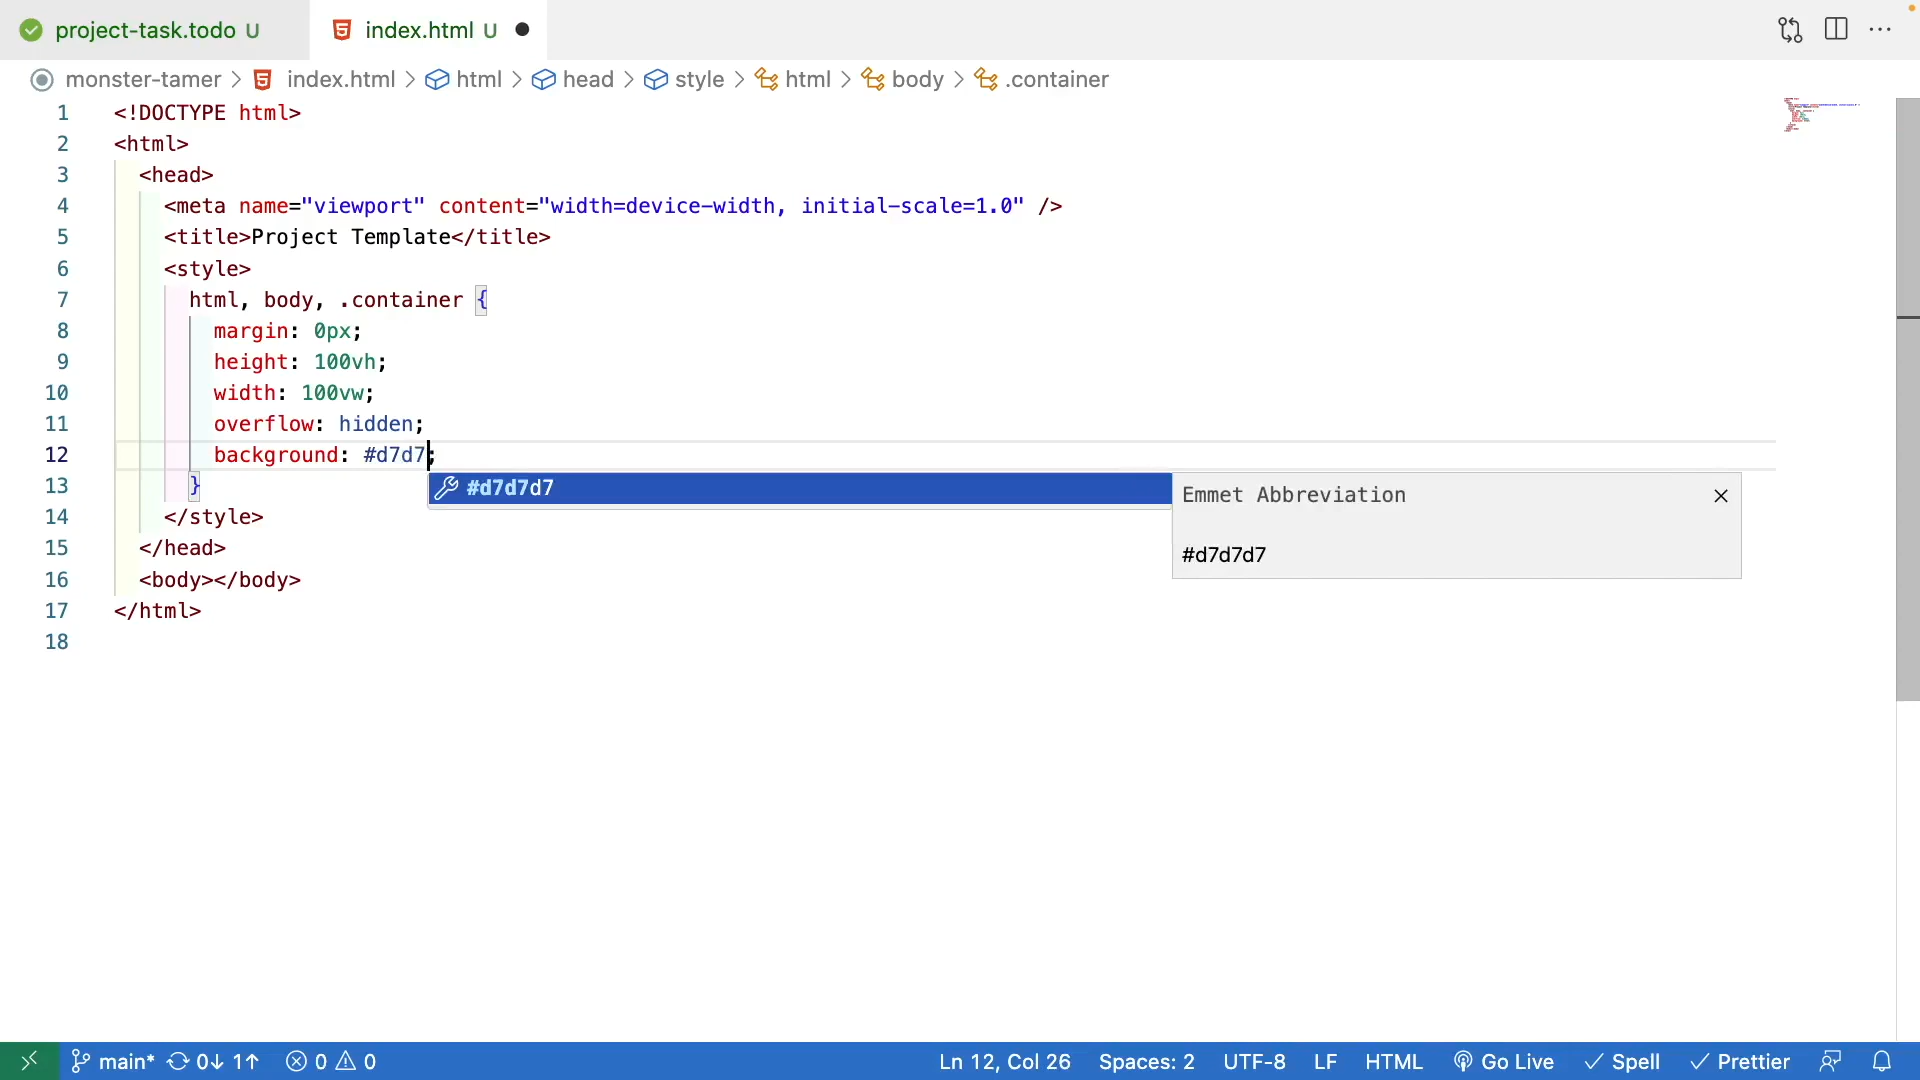 project-task.todo U
index.html U
monster-tamer > index.html > html > head > style > html > body > .container
1 <!DOCTYPE html>
2 <html>
3 <head>
4 <meta name="viewport" content="width=device-width, initial-scale=1.0" />
5 <title>Project Template</title>
6 <style>
7 html, body, .container {
8 margin: 0px;
9 height: 100vh;
10 width: 100vw;
11 overflow: hidden;
12 background: #d7d7;
#d7d7d7
Emmet Abbreviation
#d7d7d7
13 }
14 </style>
15 </head>
16 <body></body>
17 </html>
18
main* 0↓ 1↑ 0 0 Ln 12, Col 26 Spaces: 2 UTF-8 LF HTML Go Live Spell Prettier